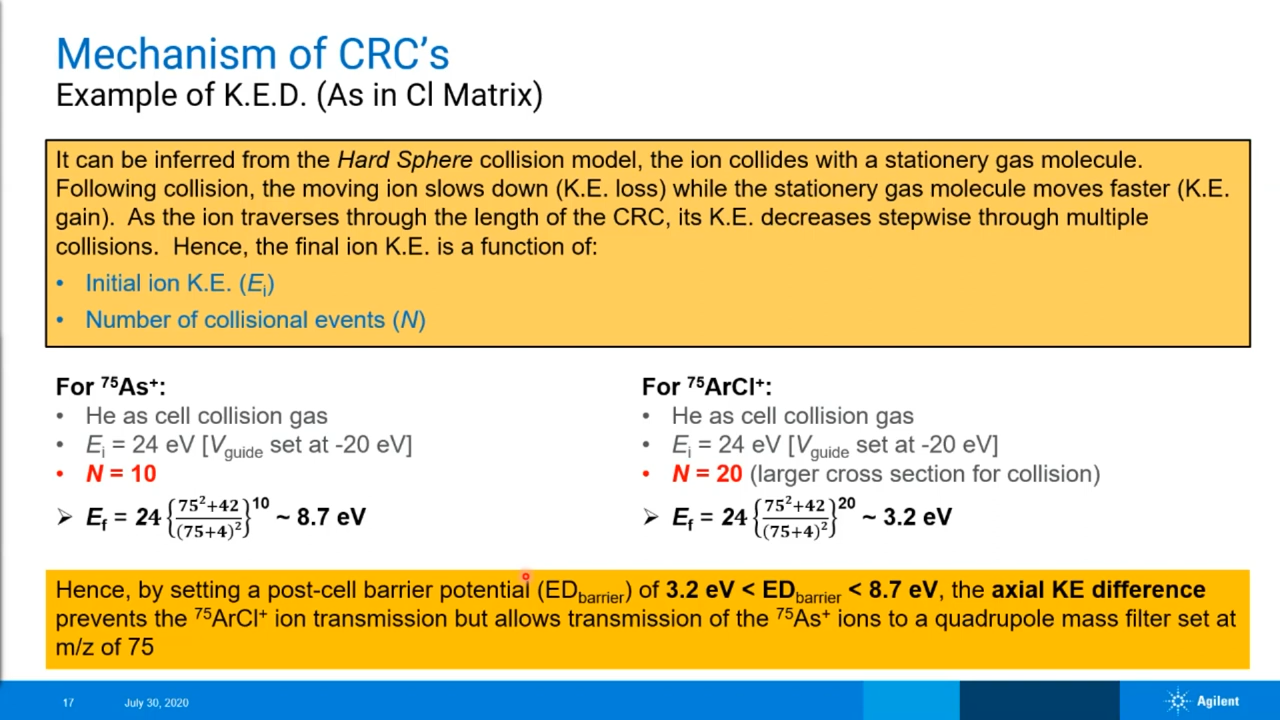 Mechanism of CRC's
Example of K.E.D. (As in Cl Matrix)
It can be inferred from the Hard Sphere collision model, the ion collides with a stationery gas molecule.
Following collision, the moving ion slows down (K.E. loss) while the stationery gas molecule moves faster (K.E.
gain). As the ion traverses through the length of the CRC, its K.E. decreases stepwise through multiple
collisions. Hence, the final ion K.E. is a function of:
• Initial ion K.E. (Eᵢ)
• Number of collisional events (N)
For ⁷⁵As⁺:
• He as cell collision gas
• Eᵢ = 24 eV [V_guide set at -20 eV]
• N = 10
➢ E_f = 24 {(75²+42)/(75+4)²}¹⁰ ~ 8.7 eV
For ⁷⁵ArCl⁺:
• He as cell collision gas
• Eᵢ = 24 eV [V_guide set at -20 eV]
• N = 20 (larger cross section for collision)
➢ E_f = 24 {(75²+42)/(75+4)²}²⁰ ~ 3.2 eV
Hence, by setting a post-cell barrier potential (ED_barrier) of 3.2 eV < ED_barrier < 8.7 eV, the axial KE difference
prevents the ⁷⁵ArCl⁺ ion transmission but allows transmission of the ⁷⁵As⁺ ions to a quadrupole mass filter set at
m/z of 75
17 July 30, 2020
Agilent